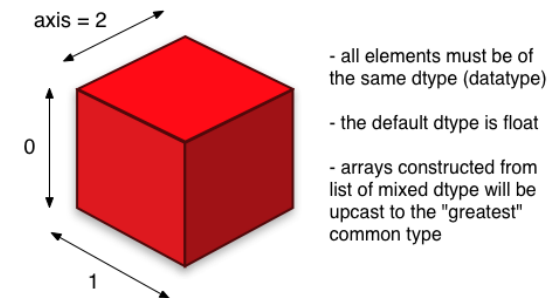 axis = 2
0
1
- all elements must be of
the same dtype (datatype)
- the default dtype is float
- arrays constructed from
list of mixed dtype will be
upcast to the "greatest"
common type